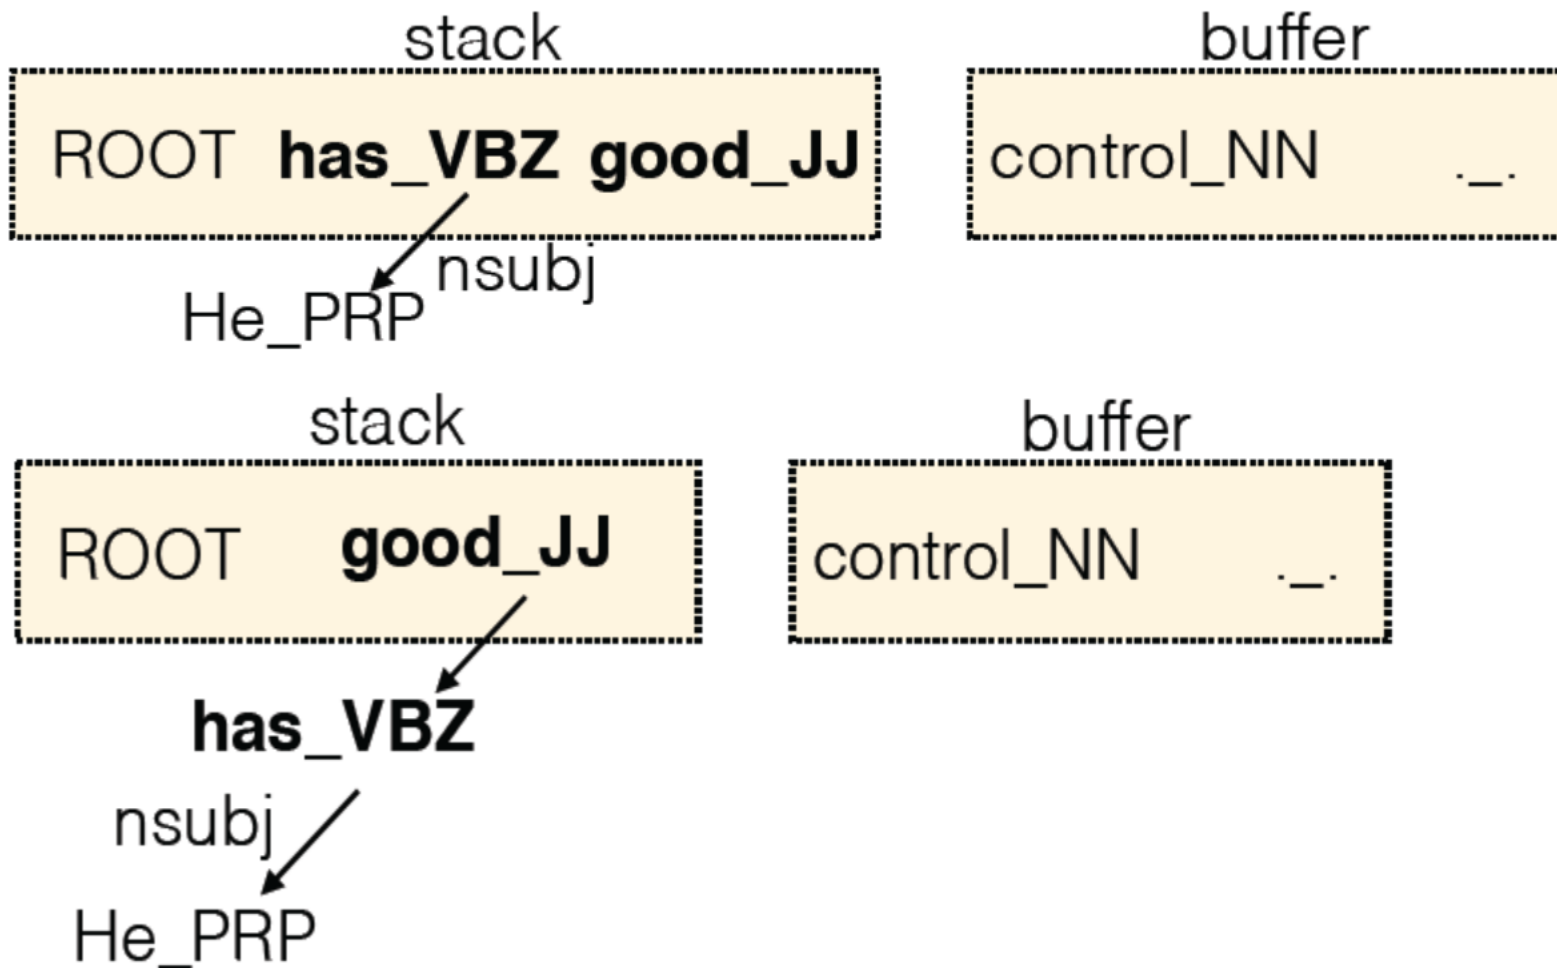 stack buffer
ROOT has_VBZ good_JJ control_NN ._.
nsubj
He_PRP
stack buffer
ROOT good_JJ control_NN ._.
has_VBZ
nsubj
He_PRP